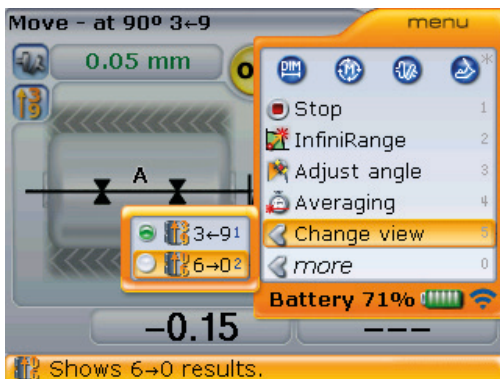 Move - at 90º 3←9
menu
0.05 mm
Stop 1
InfiniRange 2
Adjust angle 3
Averaging 4
Change view 5
more 0
A
3←9 1
6→0 2
Battery 71%
-0.15
---
Shows 6→0 results.